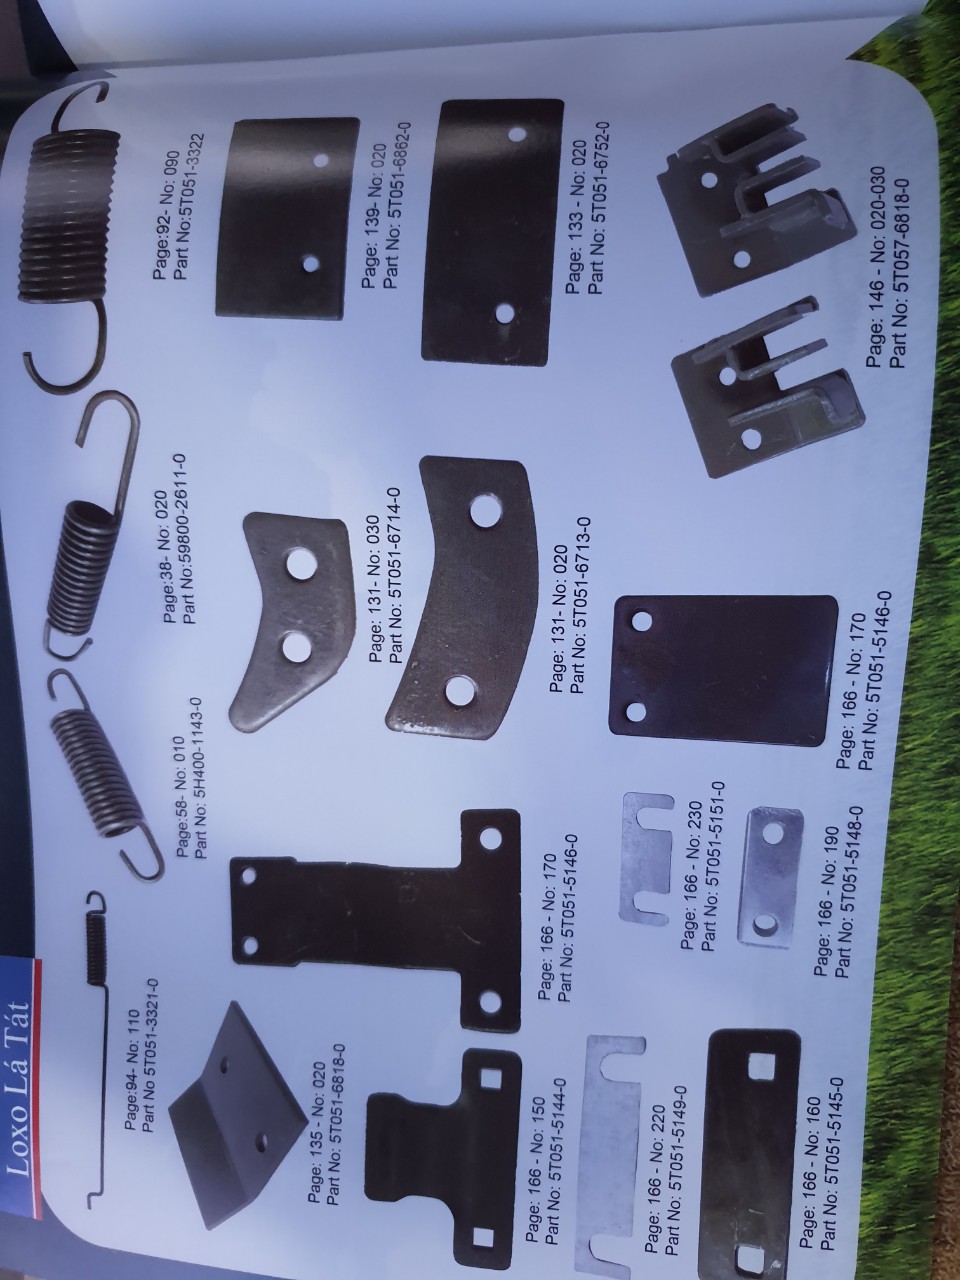 Loxo Lá Tát
Page:94- No: 110
Part No 5T051-3321-0
Page:58- No: 010
Part No: 5H400-1143-0
Page:38- No: 020
Part No:59800-2611-0
Page:92- No: 090
Part No:5T051-3322
Page: 135 - No: 020
Part No: 5T051-6818-0
Page: 166 - No: 170
Part No: 5T051-5146-0
Page: 131- No: 030
Part No: 5T051-6714-0
Page: 139- No: 020
Part No: 5T051-6862-0
Page: 166 - No: 150
Part No: 5T051-5144-0
Page: 131- No: 020
Part No: 5T051-6713-0
Page: 133 - No: 020
Part No: 5T051-6752-0
Page: 166 - No: 220
Part No: 5T051-5149-0
Page: 166 - No: 230
Part No: 5T051-5151-0
Page: 166 - No: 160
Part No: 5T051-5145-0
Page: 166 - No: 190
Part No: 5T051-5148-0
Page: 166 - No: 170
Part No: 5T051-5146-0
Page: 146 - No: 020-030
Part No: 5T057-6818-0